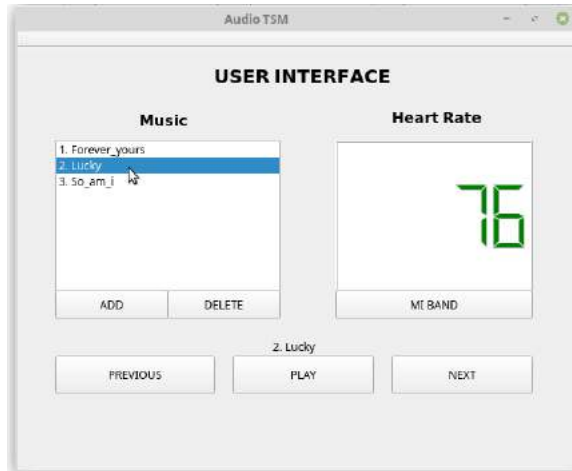 Audio TSM
USER INTERFACE
Music
Heart Rate
1. Forever_yours
2. Lucky
3. So_am_i
76
ADD
DELETE
MI BAND
2. Lucky
PREVIOUS
PLAY
NEXT